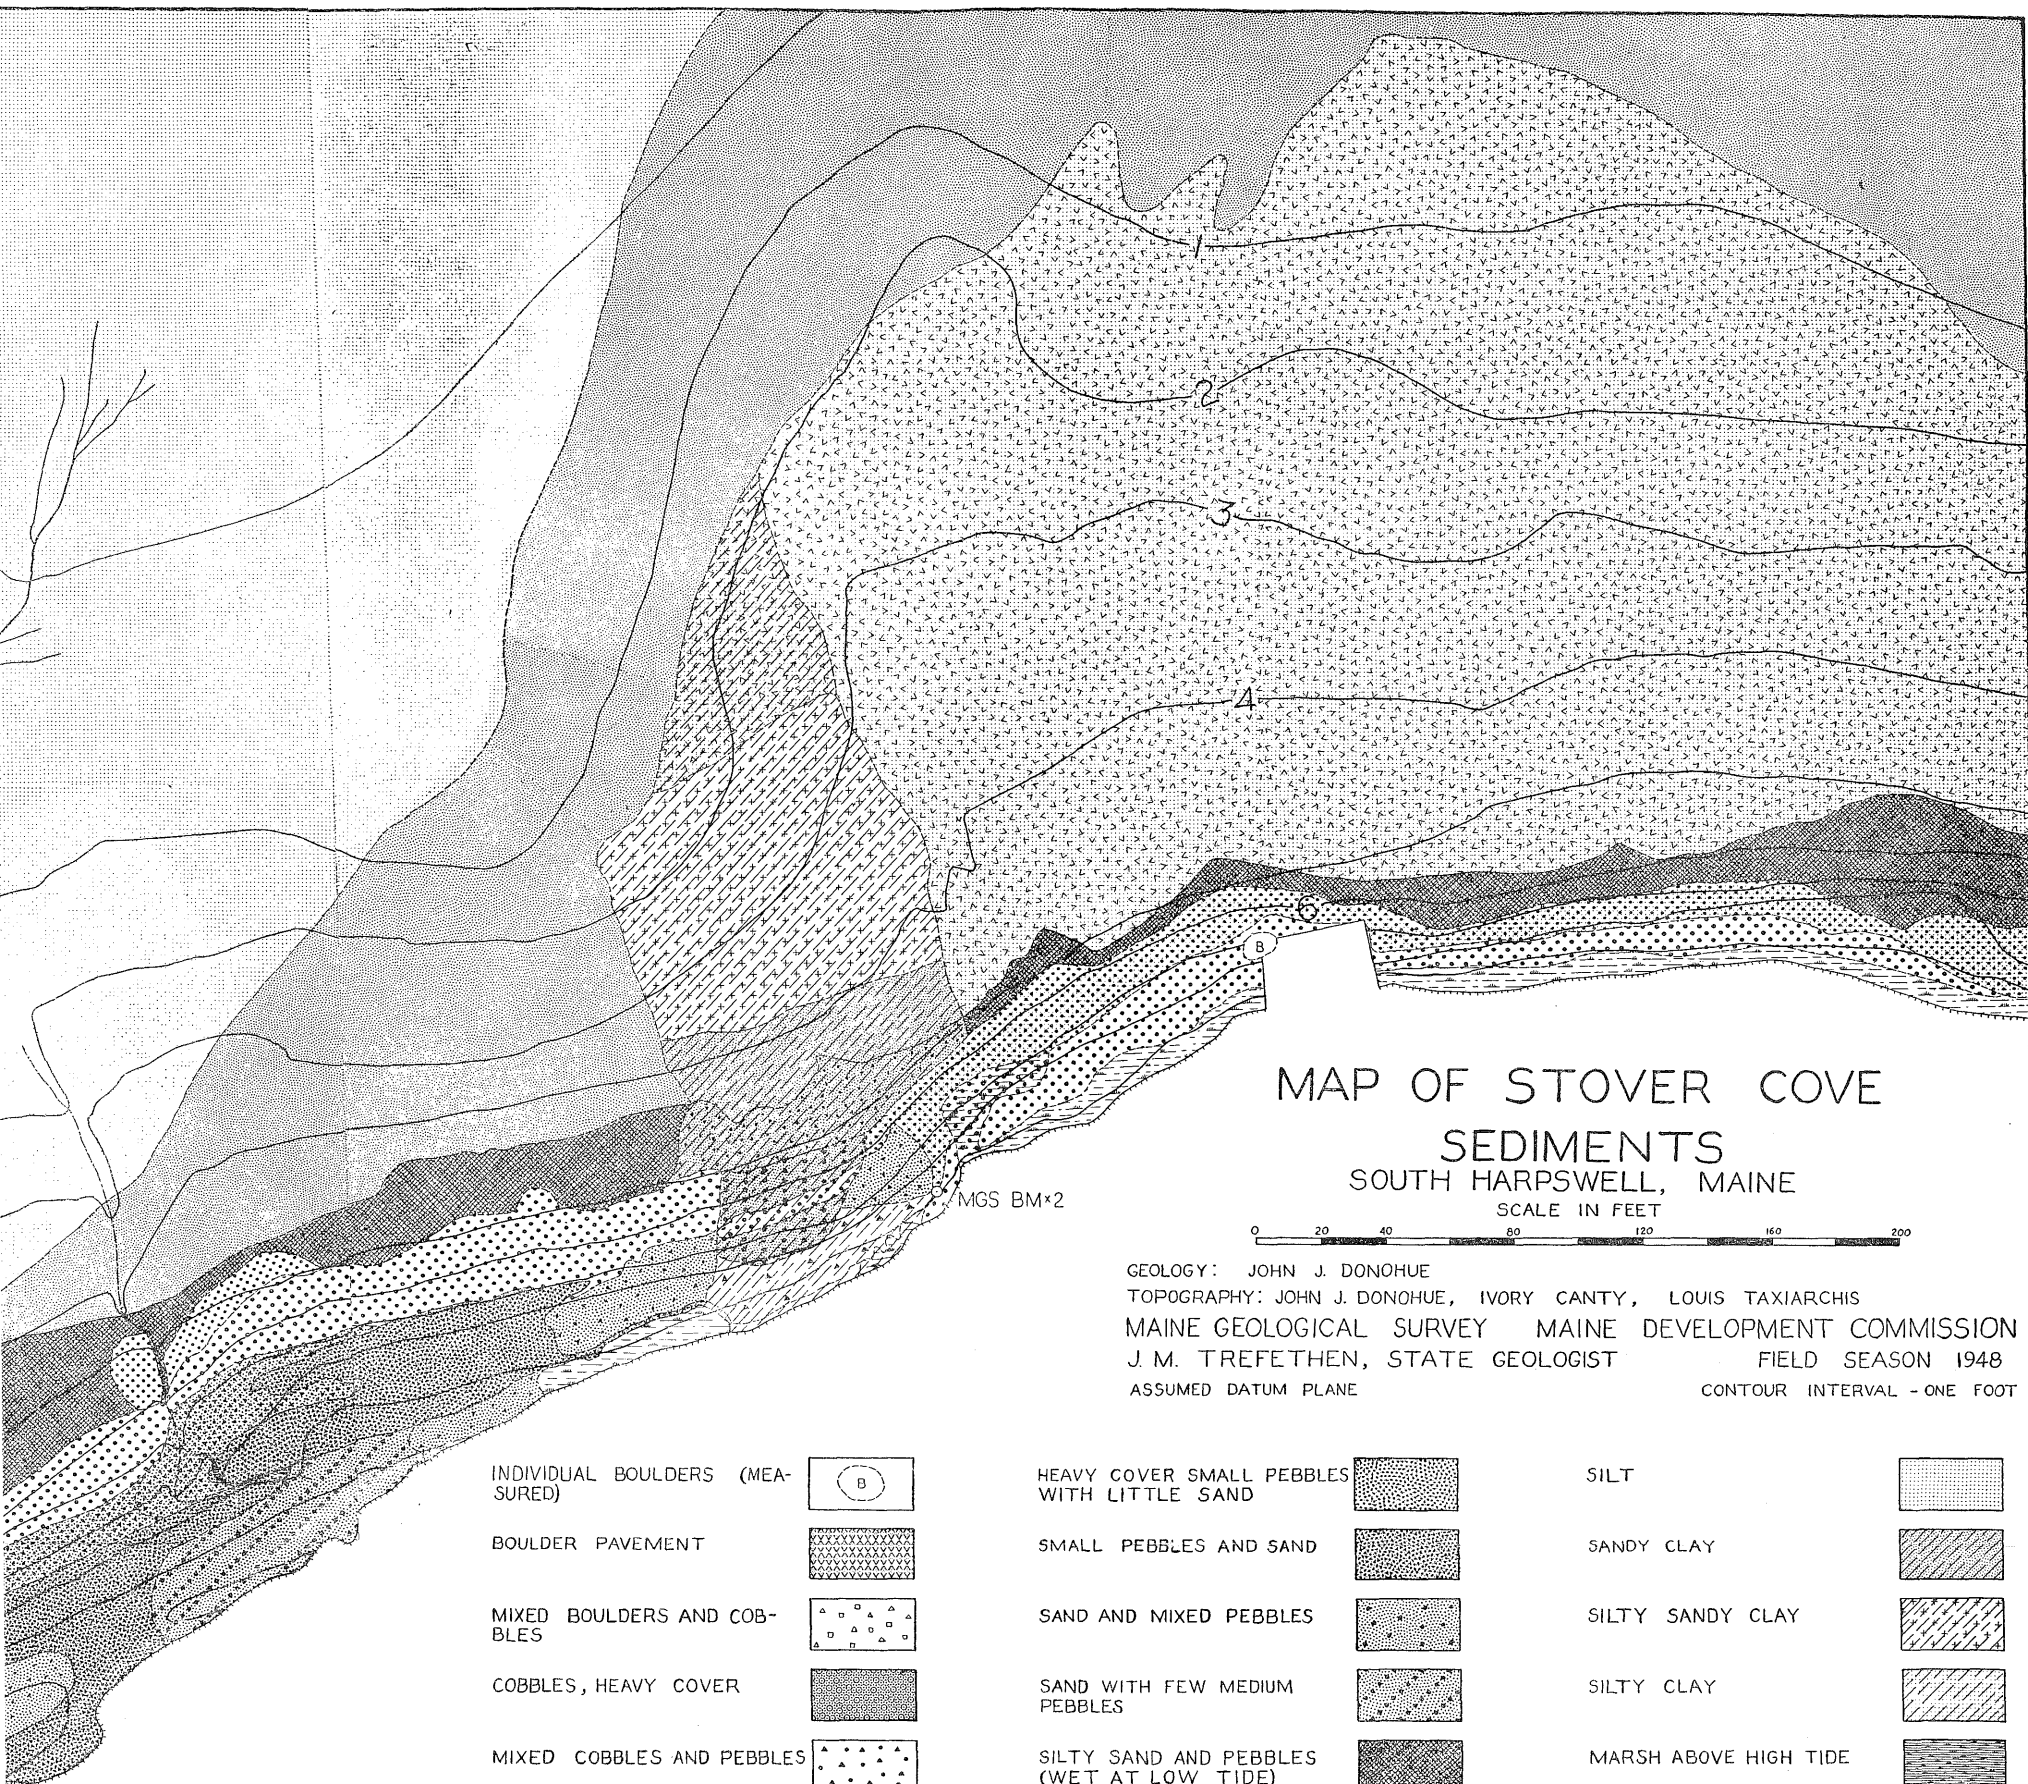 1
2
3
4
6
B
MGS BM×2
MAP OF STOVER COVE
SEDIMENTS
SOUTH HARPSWELL, MAINE
SCALE IN FEET
0 20 40 80 120 160 200
GEOLOGY: JOHN J. DONOHUE
TOPOGRAPHY: JOHN J. DONOHUE, IVORY CANTY, LOUIS TAXIARCHIS
MAINE GEOLOGICAL SURVEY MAINE DEVELOPMENT COMMISSION
J. M. TREFETHEN, STATE GEOLOGIST FIELD SEASON 1948
ASSUMED DATUM PLANE CONTOUR INTERVAL - ONE FOOT
INDIVIDUAL BOULDERS (MEA-
SURED)
B
BOULDER PAVEMENT
MIXED BOULDERS AND COB-
BLES
COBBLES, HEAVY COVER
MIXED COBBLES AND PEBBLES
HEAVY COVER SMALL PEBBLES
WITH LITTLE SAND
SMALL PEBBLES AND SAND
SAND AND MIXED PEBBLES
SAND WITH FEW MEDIUM
PEBBLES
SILTY SAND AND PEBBLES
(WET AT LOW TIDE)
SILT
SANDY CLAY
SILTY SANDY CLAY
SILTY CLAY
MARSH ABOVE HIGH TIDE